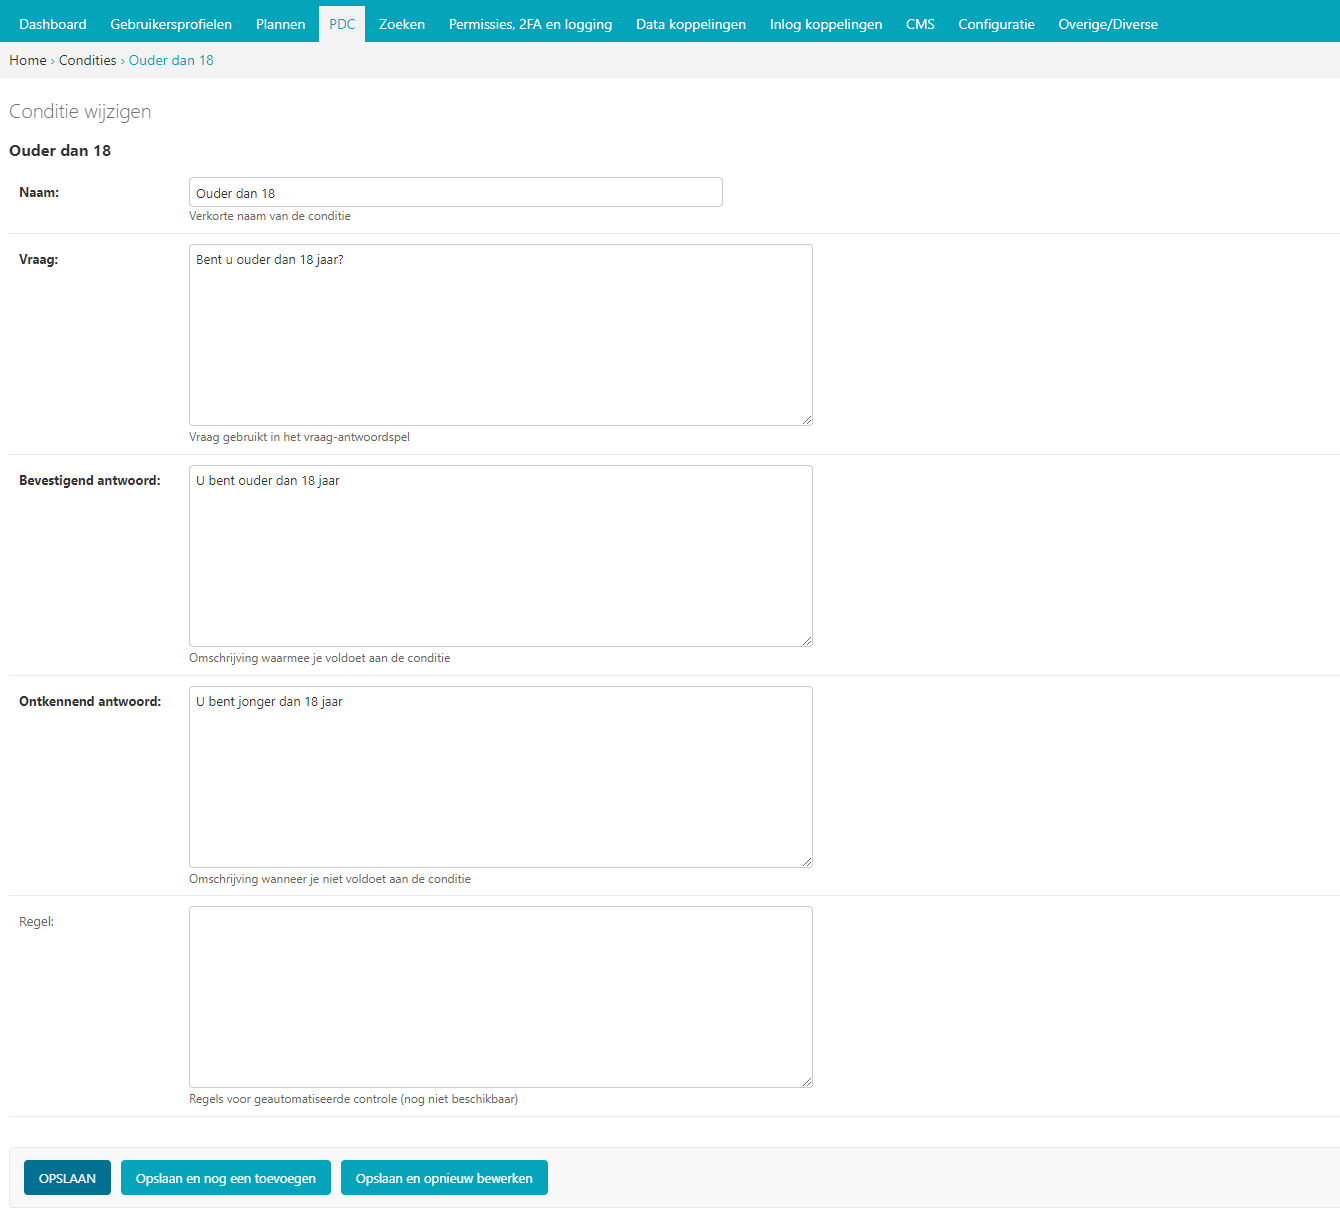 Dashboard Gebruikersprofielen Plannen PDC Zoeken Permissies, 2FA en logging Data koppelingen Inlog koppelingen CMS Configuratie Overige/Diverse
Home › Condities › Ouder dan 18
Conditie wijzigen
Ouder dan 18
Naam: Ouder dan 18
Verkorte naam van de conditie
Vraag: Bent u ouder dan 18 jaar?
Vraag gebruikt in het vraag-antwoordspel
Bevestigend antwoord: U bent ouder dan 18 jaar
Omschrijving waarmee je voldoet aan de conditie
Ontkennend antwoord: U bent jonger dan 18 jaar
Omschrijving wanneer je niet voldoet aan de conditie
Regel:
Regels voor geautomatiseerde controle (nog niet beschikbaar)
OPSLAAN Opslaan en nog een toevoegen Opslaan en opnieuw bewerken